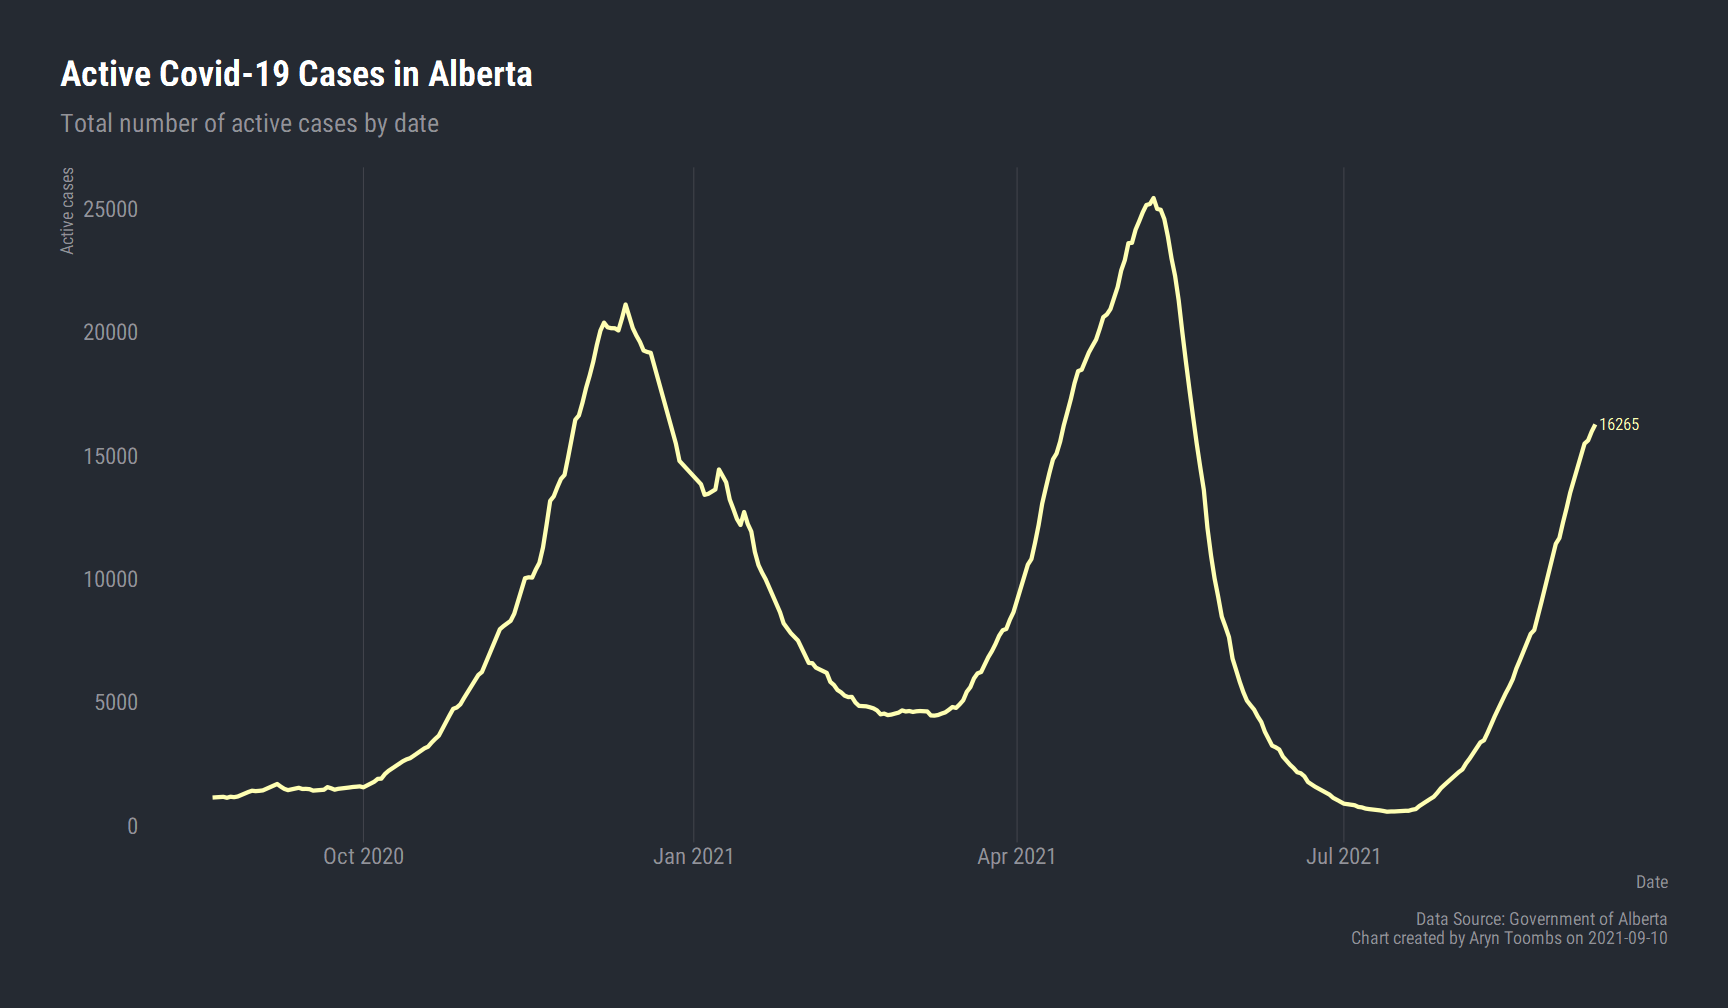 Active Covid-19 Cases in Alberta
Total number of active cases by date
Active cases
25000
20000
15000
10000
5000
0
16265
Oct 2020
Jan 2021
Apr 2021
Jul 2021
Date
Data Source: Government of Alberta
Chart created by Aryn Toombs on 2021-09-10